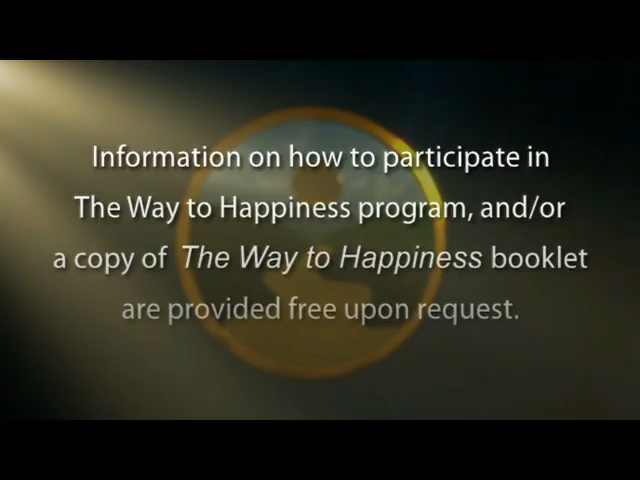 Information on how to participate in
The Way to Happiness program, and/or
a copy of The Way to Happiness booklet
are provided free upon request.